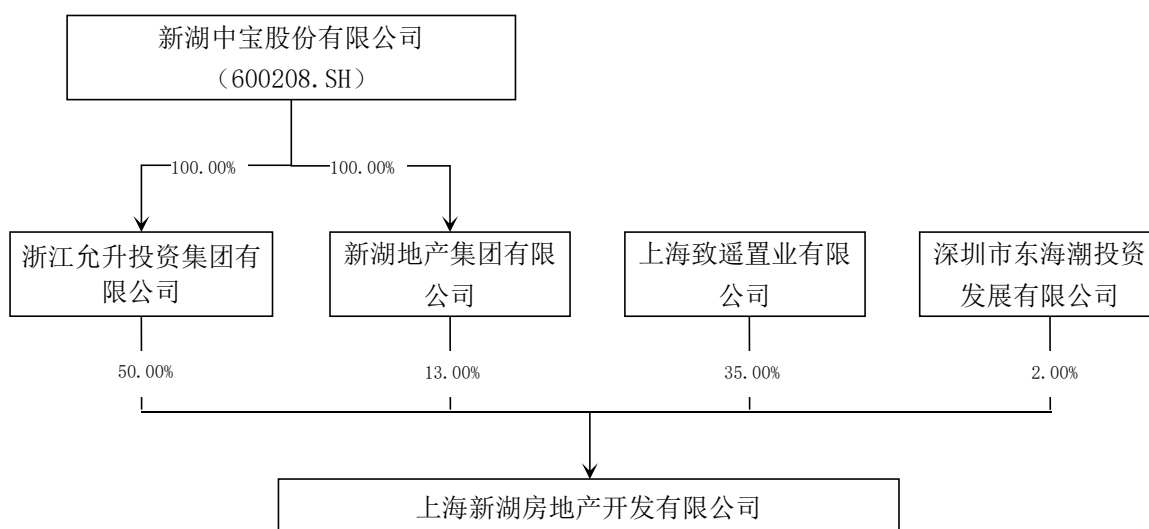 新湖中宝股份有限公司
（600208.SH）
100.00%
100.00%
浙江允升投资集团有
限公司
新湖地产集团有限
公司
上海致遥置业有限
公司
深圳市东海潮投资
发展有限公司
50.00%
13.00%
35.00%
2.00%
上海新湖房地产开发有限公司